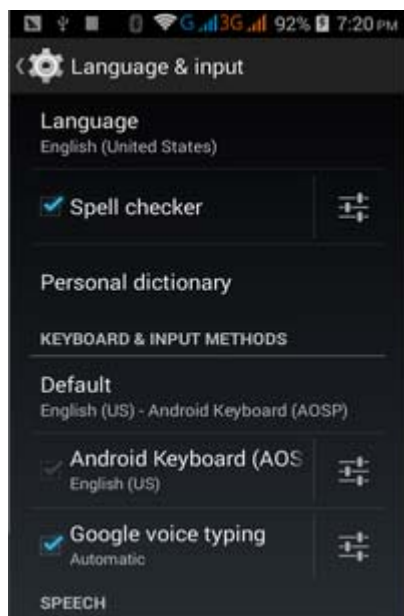 G 3G 92% 7:20 PM
Language & input
Language
English (United States)
Spell checker
Personal dictionary
KEYBOARD & INPUT METHODS
Default
English (US) - Android Keyboard (AOSP)
Android Keyboard (AOS
English (US)
Google voice typing
Automatic
SPEECH